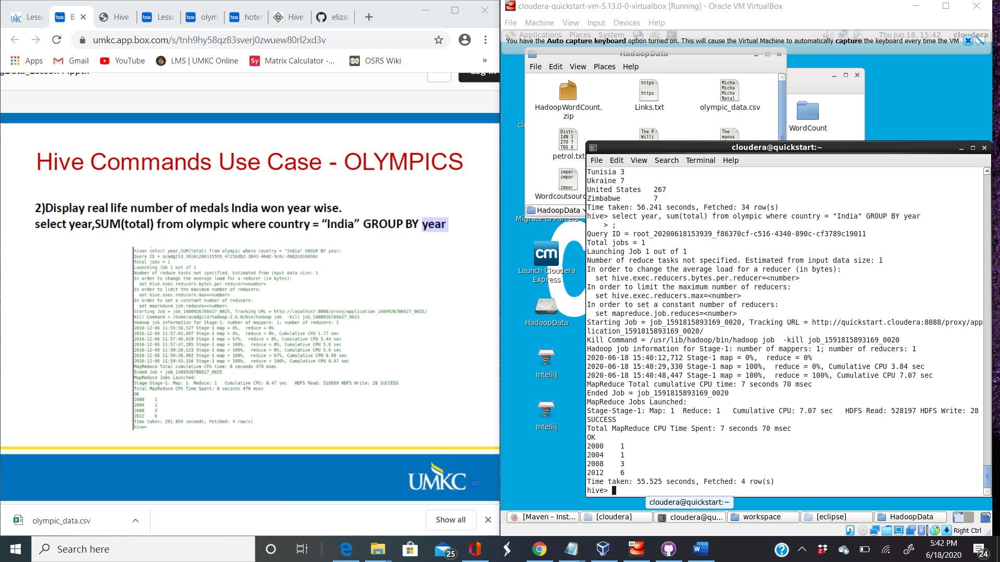 Lesso
B
Hive
Lesso
olym
hotel
Hive
elizal
umkc.app.box.com/s/tnh9hy58qz83sverj0zwuew80rl2xd3v
Apps
Gmail
YouTube
LMS | UMKC Online
Matrix Calculator -...
OSRS Wiki
»
Hive Commands Use Case - OLYMPICS
2)Display real life number of medals India won year wise.
select year,SUM(total) from olympic where country = “India” GROUP BY year
hive> select year,SUM(total) from olympic where country = "India" GROUP BY year;
Query ID = acadgild_20161206115555_4725bdb2-3043-4642-9c6c-d682c810090c
Total jobs = 1
Launching Job 1 out of 1
Number of reduce tasks not specified. Estimated from input data size: 1
In order to change the average load for a reducer (in bytes):
set hive.exec.reducers.bytes.per.reducer=<number>
In order to limit the maximum number of reducers:
set hive.exec.reducers.max=<number>
In order to set a constant number of reducers:
set mapreduce.job.reduces=<number>
Starting Job = job_1480926786627_0025, Tracking URL = http://localhost:8088/proxy/application_1480926786627_0025/
Kill Command = /home/acadgild/hadoop-2.6.0/bin/hadoop job  -kill job_1480926786627_0025
Hadoop job information for Stage-1: number of mappers: 1; number of reducers: 1
2016-12-06 11:55:58,527 Stage-1 map = 0%,  reduce = 0%
2016-12-06 11:57:03,097 Stage-1 map = 0%,  reduce = 0%, Cumulative CPU 1.77 sec
2016-12-06 11:57:46,019 Stage-1 map = 67%,  reduce = 0%, Cumulative CPU 5.44 sec
2016-12-06 11:57:47,285 Stage-1 map = 100%,  reduce = 0%, Cumulative CPU 5.6 sec
2016-12-06 11:59:20,123 Stage-1 map = 100%,  reduce = 0%, Cumulative CPU 5.6 sec
2016-12-06 11:59:38,902 Stage-1 map = 100%,  reduce = 67%, Cumulative CPU 6.98 sec
2016-12-06 11:59:43,316 Stage-1 map = 100%,  reduce = 100%, Cumulative CPU 8.47 sec
MapReduce Total cumulative CPU time: 8 seconds 470 msec
Ended Job = job_1480926786627_0025
MapReduce Jobs Launched:
Stage-Stage-1: Map: 1  Reduce: 1   Cumulative CPU: 8.47 sec   HDFS Read: 518889 HDFS Write: 28 SUCCESS
Total MapReduce CPU Time Spent: 8 seconds 470 msec
OK
2000 1
2004 1
2008 3
2012 6
Time taken: 291.854 seconds, Fetched: 4 row(s)
hive>
UMKC
40
olympic_data.csv
Show all
cloudera-quickstart-vm-5.13.0-0-virtualbox [Running] - Oracle VM VirtualBox
File Machine View Input Devices Help
Applications Places System
Thu Jun 18, 15:42 cloudera
You have the Auto capture keyboard option turned on. This will cause the Virtual Machine to automatically capture the keyboard every time the VM
HadoopData
File Edit View Places Help
https
https
Micha
Micha
Micha
Natal
HadoopWordCount.
zip
Links.txt
olympic_data.csv
WordCount
Distr
I4N 1
Z7O 7
T6O 0
The P
Willi
The
manus
petrol.txt
impor
impor
impor
Wordcoutsourc
HadoopData
Migrate to Parcels
cm
Launch Cloudera
Express
HadoopData
IntelliJ
Intellij
cloudera@quickstart:~
File Edit View Search Terminal Help
Tunisia 3
Ukraine 7
United States   267
Zimbabwe        7
Time taken: 56.241 seconds, Fetched: 34 row(s)
hive> select year, sum(total) from olympic where country = "India" GROUP BY year
> ;
Query ID = root_20200618153939_f86370cf-c516-4340-890c-cf3789c19011
Total jobs = 1
Launching Job 1 out of 1
Number of reduce tasks not specified. Estimated from input data size: 1
In order to change the average load for a reducer (in bytes):
set hive.exec.reducers.bytes.per.reducer=<number>
In order to limit the maximum number of reducers:
set hive.exec.reducers.max=<number>
In order to set a constant number of reducers:
set mapreduce.job.reduces=<number>
Starting Job = job_1591815893169_0020, Tracking URL = http://quickstart.cloudera:8088/proxy/app
lication_1591815893169_0020/
Kill Command = /usr/lib/hadoop/bin/hadoop job  -kill job_1591815893169_0020
Hadoop job information for Stage-1: number of mappers: 1; number of reducers: 1
2020-06-18 15:40:12,712 Stage-1 map = 0%,  reduce = 0%
2020-06-18 15:40:29,330 Stage-1 map = 100%,  reduce = 0%, Cumulative CPU 3.84 sec
2020-06-18 15:40:48,447 Stage-1 map = 100%,  reduce = 100%, Cumulative CPU 7.07 sec
MapReduce Total cumulative CPU time: 7 seconds 70 msec
Ended Job = job_1591815893169_0020
MapReduce Jobs Launched:
Stage-Stage-1: Map: 1  Reduce: 1   Cumulative CPU: 7.07 sec   HDFS Read: 528197 HDFS Write: 28
SUCCESS
Total MapReduce CPU Time Spent: 7 seconds 70 msec
OK
2000    1
2004    1
2008    3
2012    6
Time taken: 55.525 seconds, Fetched: 4 row(s)
hive>
cloudera@quickstart:~
[Maven – Inst...
[cloudera]
cloudera@qu...
workspace
[eclipse]
HadoopData
Right Ctrl
Search here
25
5:42 PM
6/18/2020
24